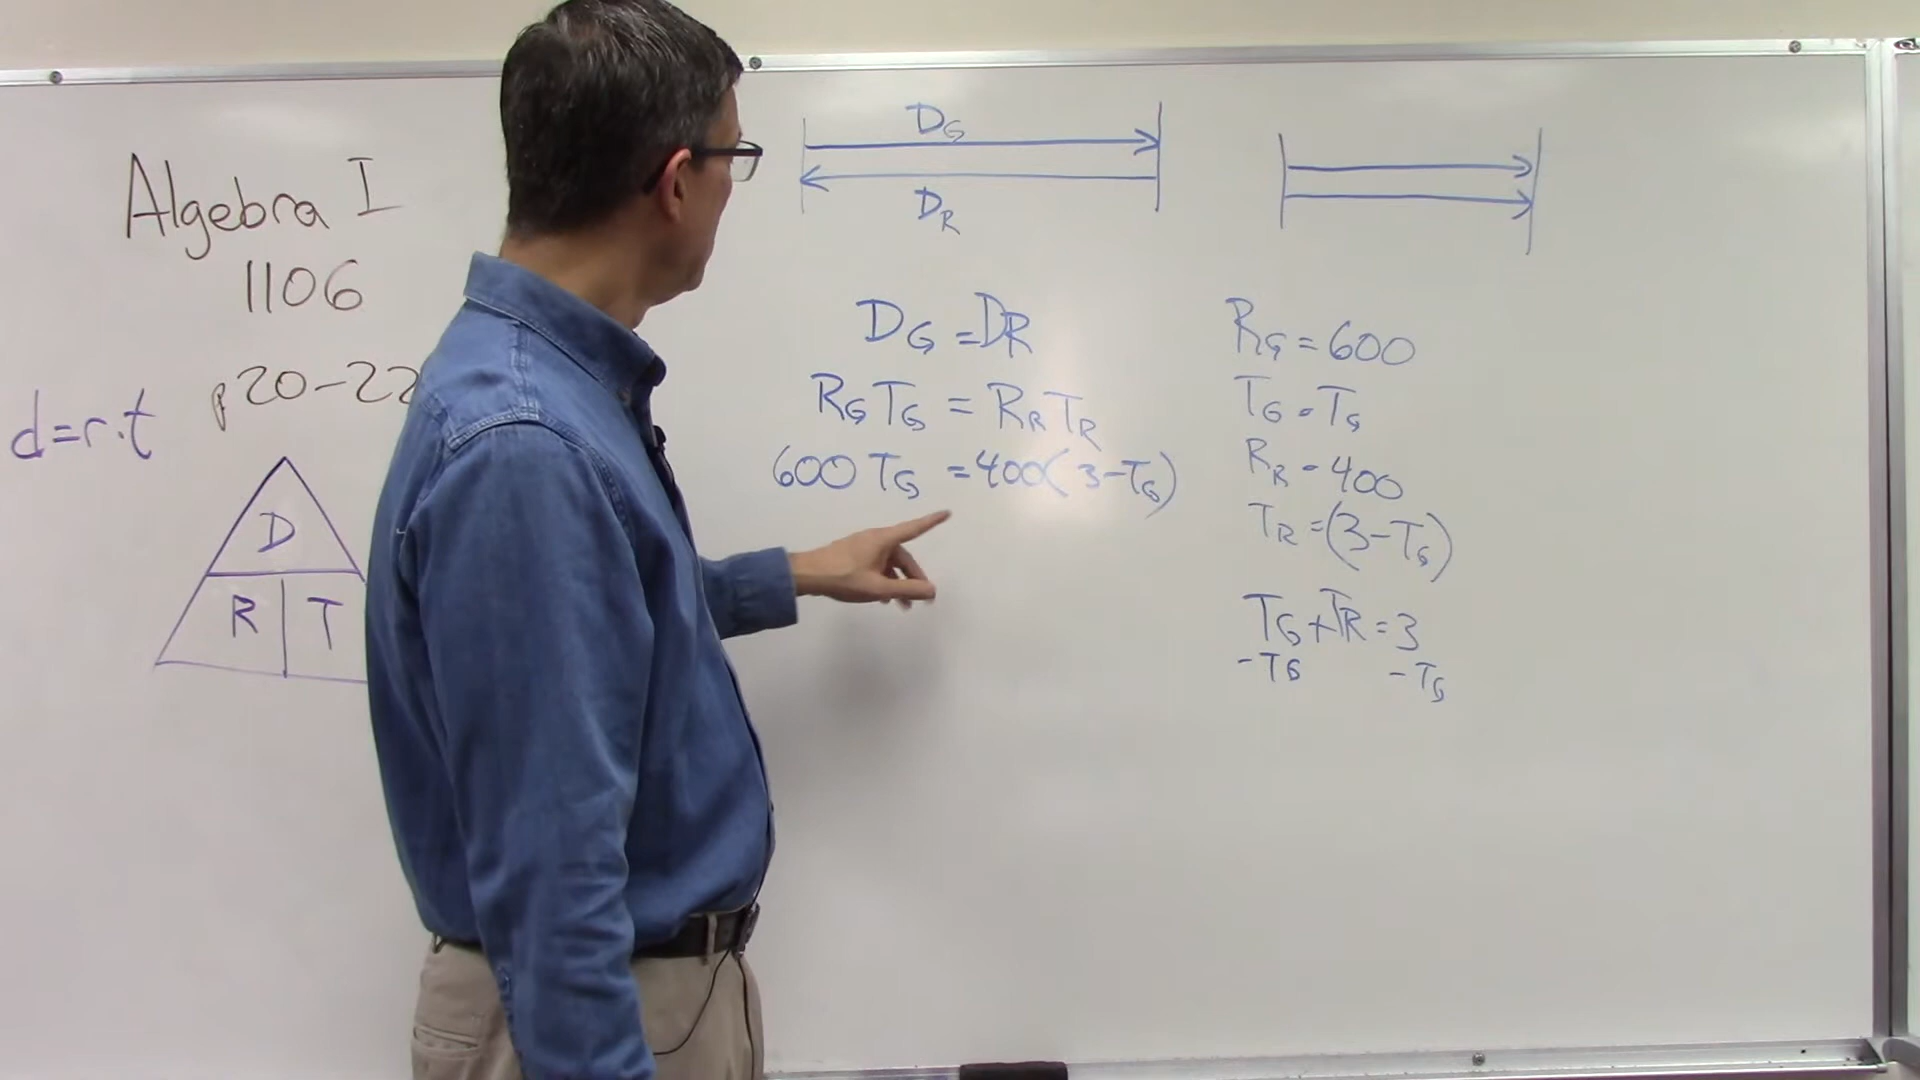 Algebra I
1106
p20-22
d=r.t
D
R T
D_G
D_R
D_G = D_R
R_G T_G = R_R T_R
600 T_G = 400(3-T_G)
R_G = 600
T_G = T_G
R_R = 400
T_R = (3-T_G)
T_G + T_R = 3
-T_G -T_G